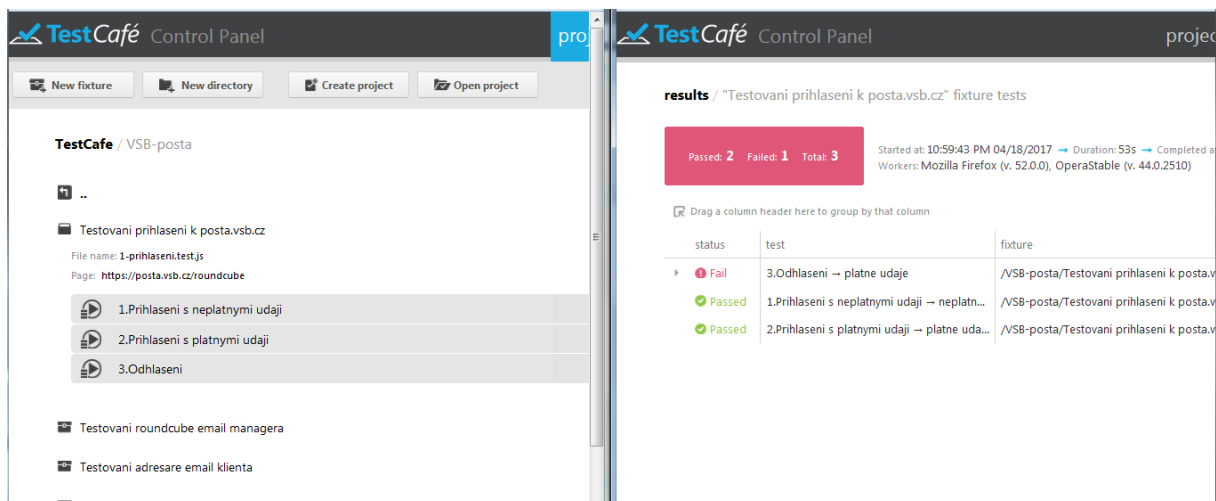 TestCafé Control Panel
proj
New fixture
New directory
Create project
Open project
TestCafe / VSB-posta
..
Testovani prihlaseni k posta.vsb.cz
File name: 1-prihlaseni.test.js
Page: https://posta.vsb.cz/roundcube
1.Prihlaseni s neplatnymi udaji
2.Prihlaseni s platnymi udaji
3.Odhlaseni
Testovani roundcube email managera
Testovani adresare email klienta
TestCafé Control Panel
projec
results / "Testovani prihlaseni k posta.vsb.cz" fixture tests
Passed: 2 Failed: 1 Total: 3
Started at: 10:59:43 PM 04/18/2017 → Duration: 53s → Completed at
Workers: Mozilla Firefox (v. 52.0.0), OperaStable (v. 44.0.2510)
Drag a column header here to group by that column
status test fixture
Fail 3.Odhlaseni → platne udaje /VSB-posta/Testovani prihlaseni k posta.v
Passed 1.Prihlaseni s neplatnymi udaji → neplatn... /VSB-posta/Testovani prihlaseni k posta.v
Passed 2.Prihlaseni s platnymi udaji → platne uda... /VSB-posta/Testovani prihlaseni k posta.v